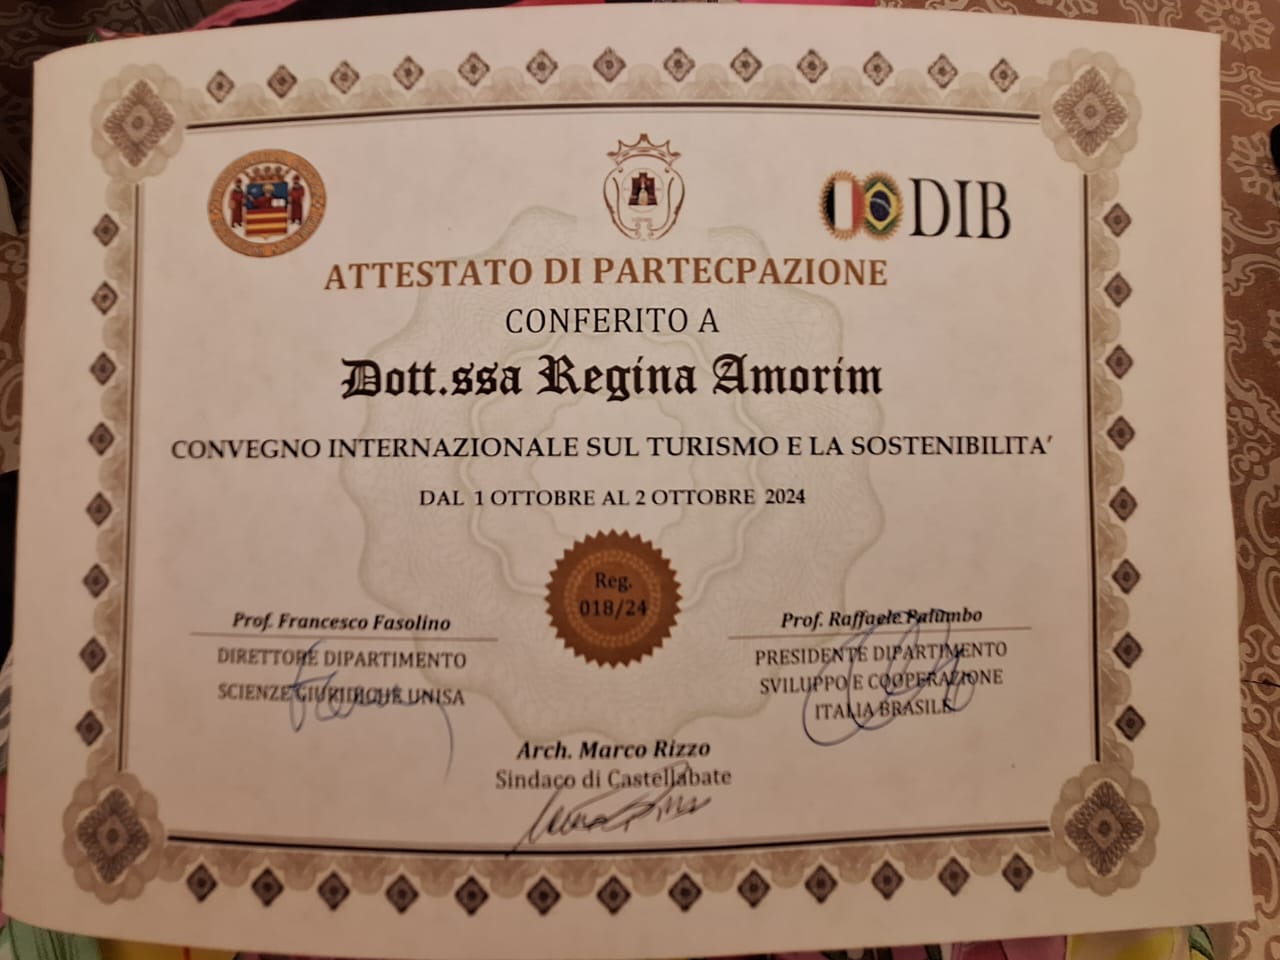 DIB
ATTESTATO DI PARTECPAZIONE
CONFERITO A
Dott.ssa Regina Amorim
CONVEGNO INTERNAZIONALE SUL TURISMO E LA SOSTENIBILITA'
DAL 1 OTTOBRE AL 2 OTTOBRE 2024
Reg.
018/24
Prof. Francesco Fasolino
DIRETTORE DIPARTIMENTO
SCIENZE GIURIDIQUE UNISA
Prof. Raffaele Palumbo
PRESIDENTE DIPARTIMENTO
SVILUPPO E COOPERAZIONE
ITALIA BRASILE
Arch. Marco Rizzo
Sindaco di Castellabate